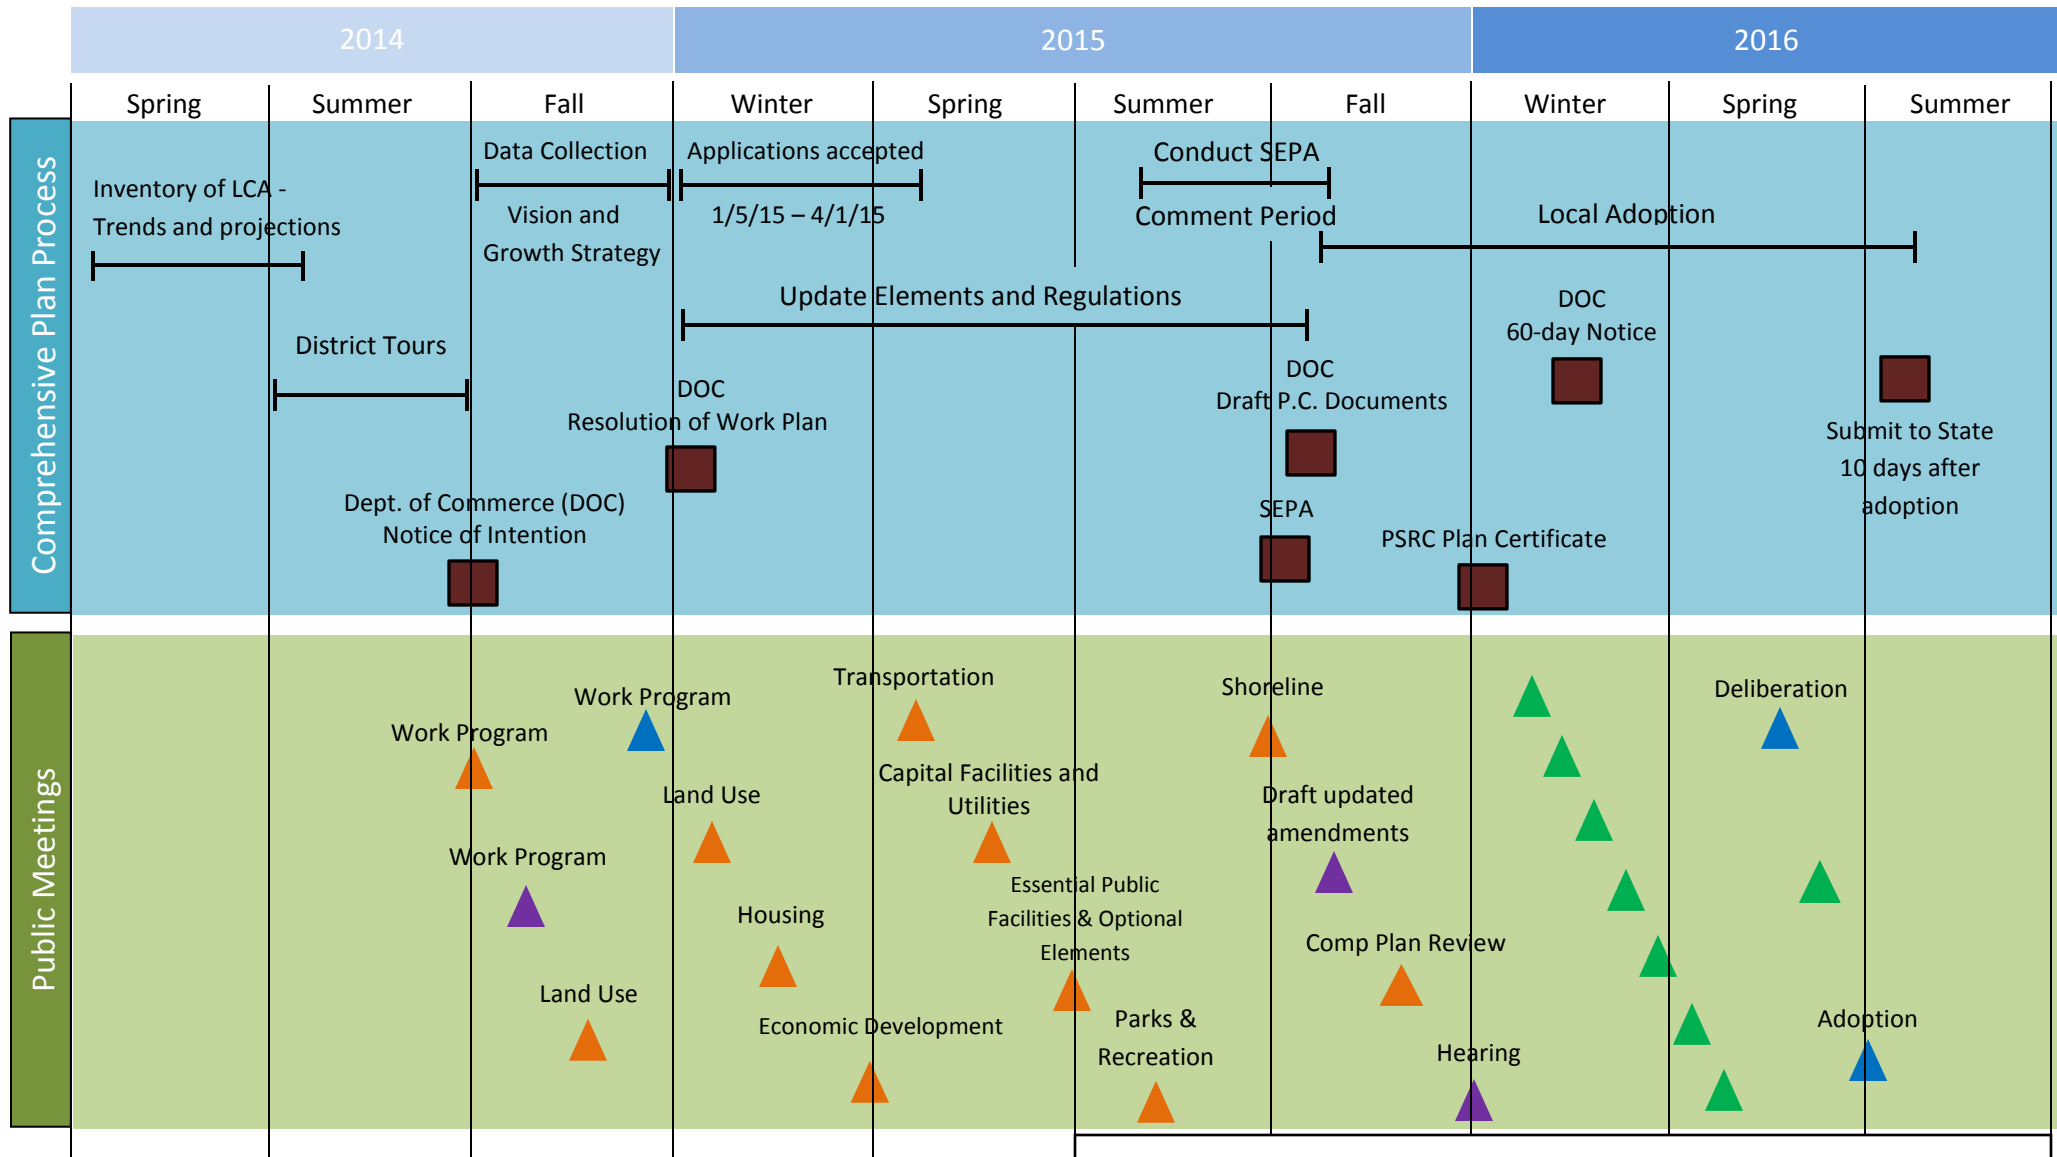 2014
2015
2016
Spring
Summer
Fall
Winter
Spring
Summer
Fall
Winter
Spring
Summer
Comprehensive Plan Process
Inventory of LCA -
Trends and projections
Data Collection
Vision and
Growth Strategy
Applications accepted
1/5/15 – 4/1/15
Conduct SEPA
Comment Period
Local Adoption
Update Elements and Regulations
District Tours
DOC
60-day Notice
DOC
Resolution of Work Plan
DOC
Draft P.C. Documents
Submit to State
10 days after
adoption
Dept. of Commerce (DOC)
Notice of Intention
SEPA
PSRC Plan Certificate
Public Meetings
Work Program
Work Program
Work Program
Land Use
Land Use
Housing
Economic Development
Transportation
Capital Facilities and
Utilities
Essential Public
Facilities & Optional
Elements
Parks &
Recreation
Shoreline
Draft updated
amendments
Comp Plan Review
Hearing
Deliberation
Adoption